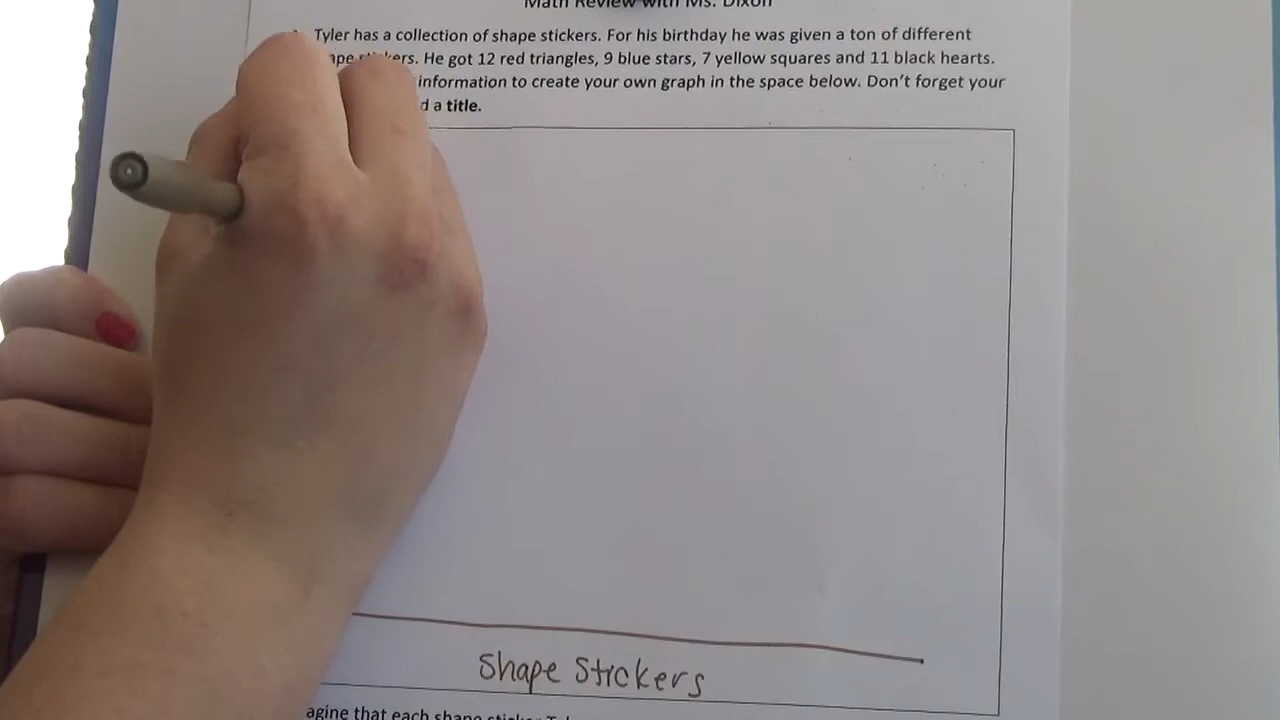 Math Review with Ms. Dixon
Tyler has a collection of shape stickers. For his birthday he was given a ton of different
stickers. He got 12 red triangles, 9 blue stars, 7 yellow squares and 11 black hearts.
information to create your own graph in the space below. Don't forget your
a title.
Shape Stickers
agine that each shape sticker